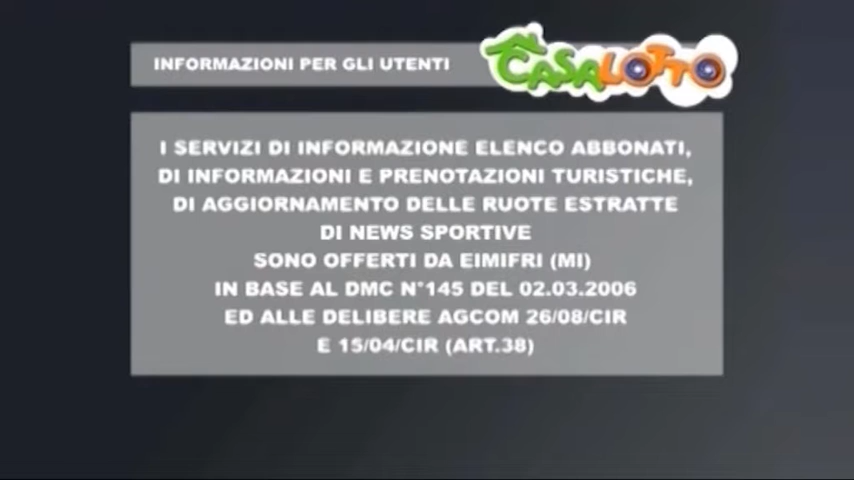 INFORMAZIONI PER GLI UTENTI
CASALOTTO
I SERVIZI DI INFORMAZIONE ELENCO ABBONATI,
DI INFORMAZIONI E PRENOTAZIONI TURISTICHE,
DI AGGIORNAMENTO DELLE RUOTE ESTRATTE
DI NEWS SPORTIVE
SONO OFFERTI DA EIMIFRI (MI)
IN BASE AL DMC N°145 DEL 02.03.2006
ED ALLE DELIBERE AGCOM 26/08/CIR
E 15/04/CIR (ART.38)